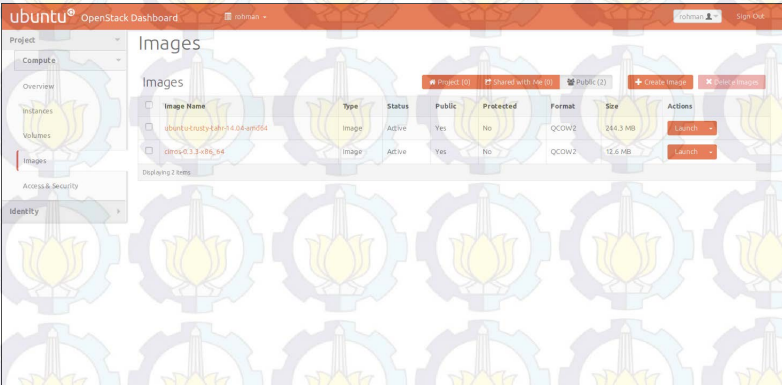 ubuntu® OpenStack Dashboard rohman rohman Sign Out
Project
Compute
Overview
Instances
Volumes
Images
Access & Security
Identity
Images
Images Project (0) Shared with Me (0) Public (2) + Create Image ✖ Delete Images
Image Name Type Status Public Protected Format Size Actions
ubuntu-trusty-tahr-14.04-amd64 Image Active Yes No QCOW2 244.3 MB Launch
cirros-0.3.3-x86_64 Image Active Yes No QCOW2 12.6 MB Launch
Displaying 2 items